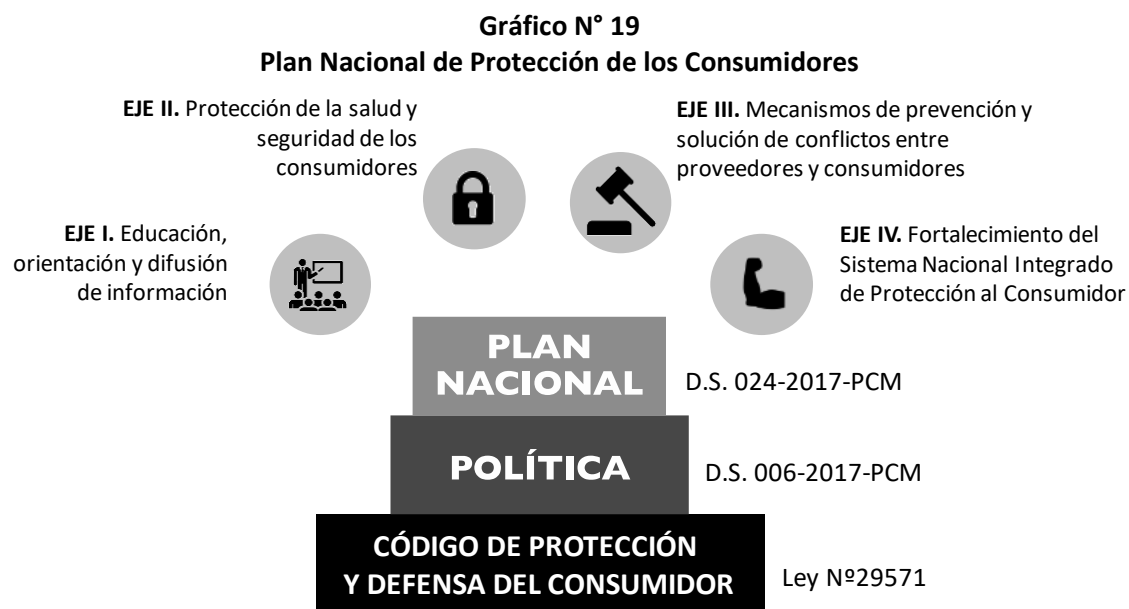 Gráfico N° 19
Plan Nacional de Protección de los Consumidores
EJE II. Protección de la salud y
seguridad de los
consumidores
EJE III. Mecanismos de prevención y
solución de conflictos entre
proveedores y consumidores
EJE I. Educación,
orientación y difusión
de información
EJE IV. Fortalecimiento del
Sistema Nacional Integrado
de Protección al Consumidor
PLAN
NACIONAL
D.S. 024-2017-PCM
POLÍTICA
D.S. 006-2017-PCM
CÓDIGO DE PROTECCIÓN
Y DEFENSA DEL CONSUMIDOR
Ley Nº29571